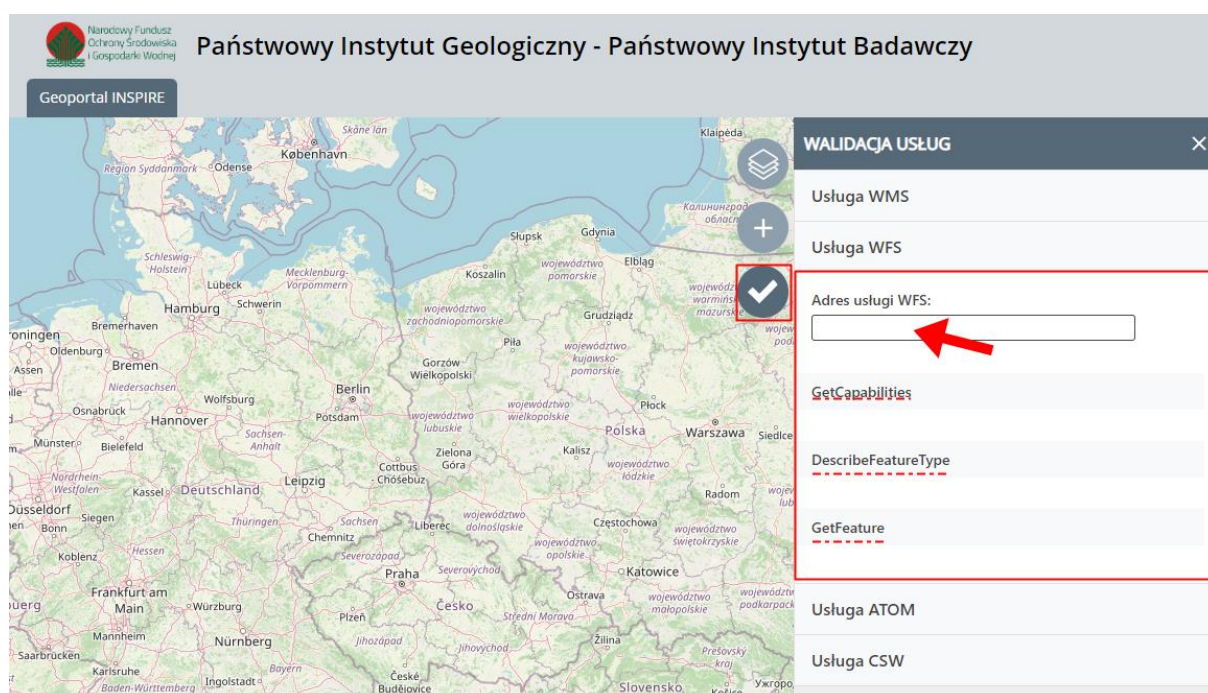 Narodowy Fundusz
Ochrony Środowiska
i Gospodarki Wodnej
Państwowy Instytut Geologiczny - Państwowy Instytut Badawczy
Geoportal INSPIRE
WALIDACJA USŁUG
Usługa WMS
Usługa WFS
Adres usługi WFS:
GetCapabilities
DescribeFeatureType
GetFeature
Usługa ATOM
Usługa CSW
Skåne län
Klaipėda
København
Region Syddanmark
Odense
Słupsk
Gdynia
Elbląg
Schleswig-
Holstein
Mecklenburg-
Vorpommern
Koszalin
województwo
pomorskie
Lübeck
Hamburg
Schwerin
województwo
zachodniopomorskie
Grudziądz
Bremerhaven
Oldenburg
Assen
Bremen
Piła
województwo
kujawsko-
pomorskie
Gorzów
Wielkopolski
Niedersachsen
Wolfsburg
Berlin
Osnabrück
Hannover
Potsdam
województwo
lubuskie
województwo
wielkopolskie
Płock
Polska
Warszawa
Siedlce
Münster
Bielefeld
Sachsen-
Anhalt
Zielona
Góra
Kalisz
województwo
łódzkie
Cottbus
- Chóśebuz
Nordrhein-
Westfalen
Kassel
Deutschland
Leipzig
Radom
Düsseldorf
Siegen
Bonn
Thüringen
Sachsen
Chemnitz
Liberec
województwo
dolnośląskie
Częstochowa
województwo
świętokrzyskie
Koblenz
Hessen
Severozápad
Severovýchod
województwo
opolskie
Katowice
Praha
Frankfurt am
Main
Würzburg
Plzeň
Česko
Ostrava
Střední Morava
województwo
małopolskie
Mannheim
Nürnberg
Jihozápad
Jihovýchod
Žilina
Prešovský
kraj
Saarbrücken
Karlsruhe
Bayern
Ingolstadt
České
Budějovice
Baden-Württemberg
Slovensko